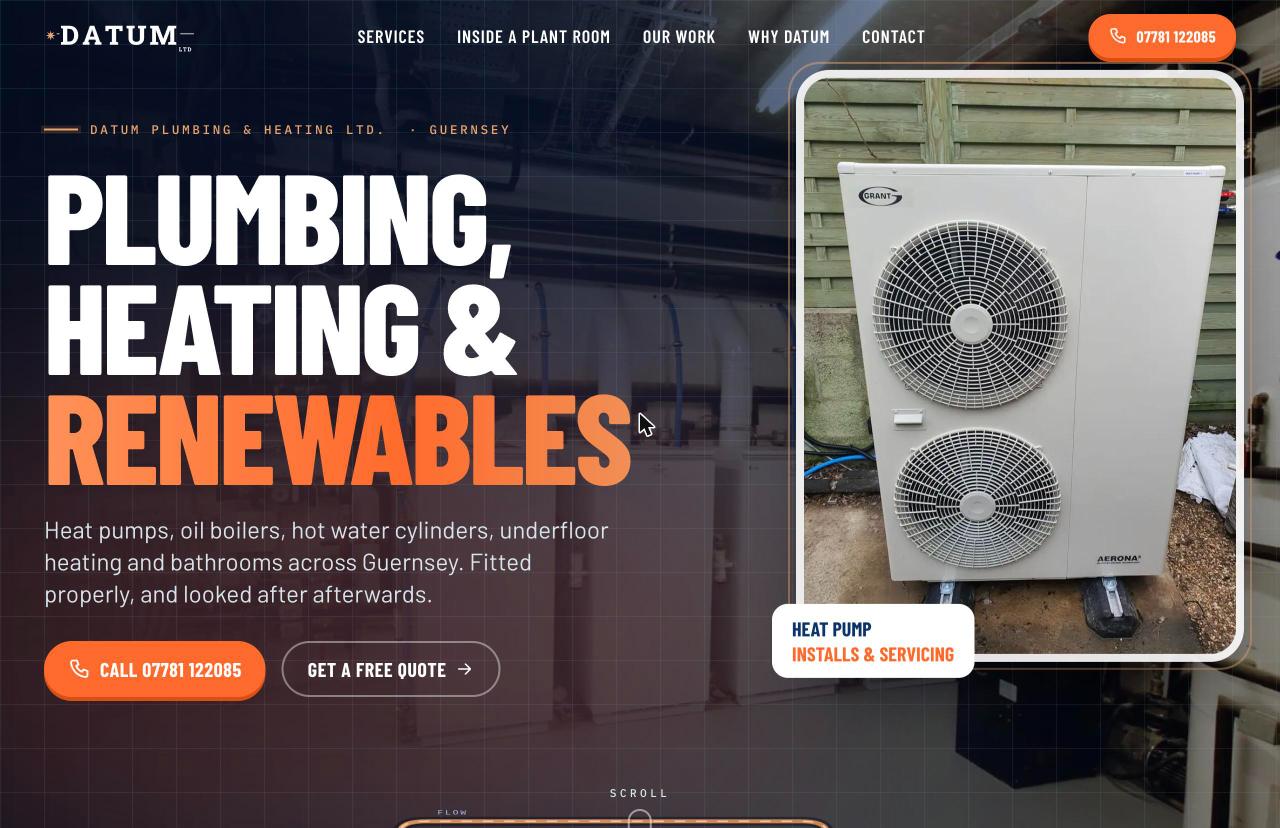 DATUM
LTD
SERVICES
INSIDE A PLANT ROOM
OUR WORK
WHY DATUM
CONTACT
07781 122085
DATUM PLUMBING & HEATING LTD. · GUERNSEY
PLUMBING,
HEATING &
RENEWABLES
Heat pumps, oil boilers, hot water cylinders, underfloor
heating and bathrooms across Guernsey. Fitted
properly, and looked after afterwards.
CALL 07781 122085
GET A FREE QUOTE →
GRANT
AERONA³
HEAT PUMP
INSTALLS & SERVICING
SCROLL
FLOW